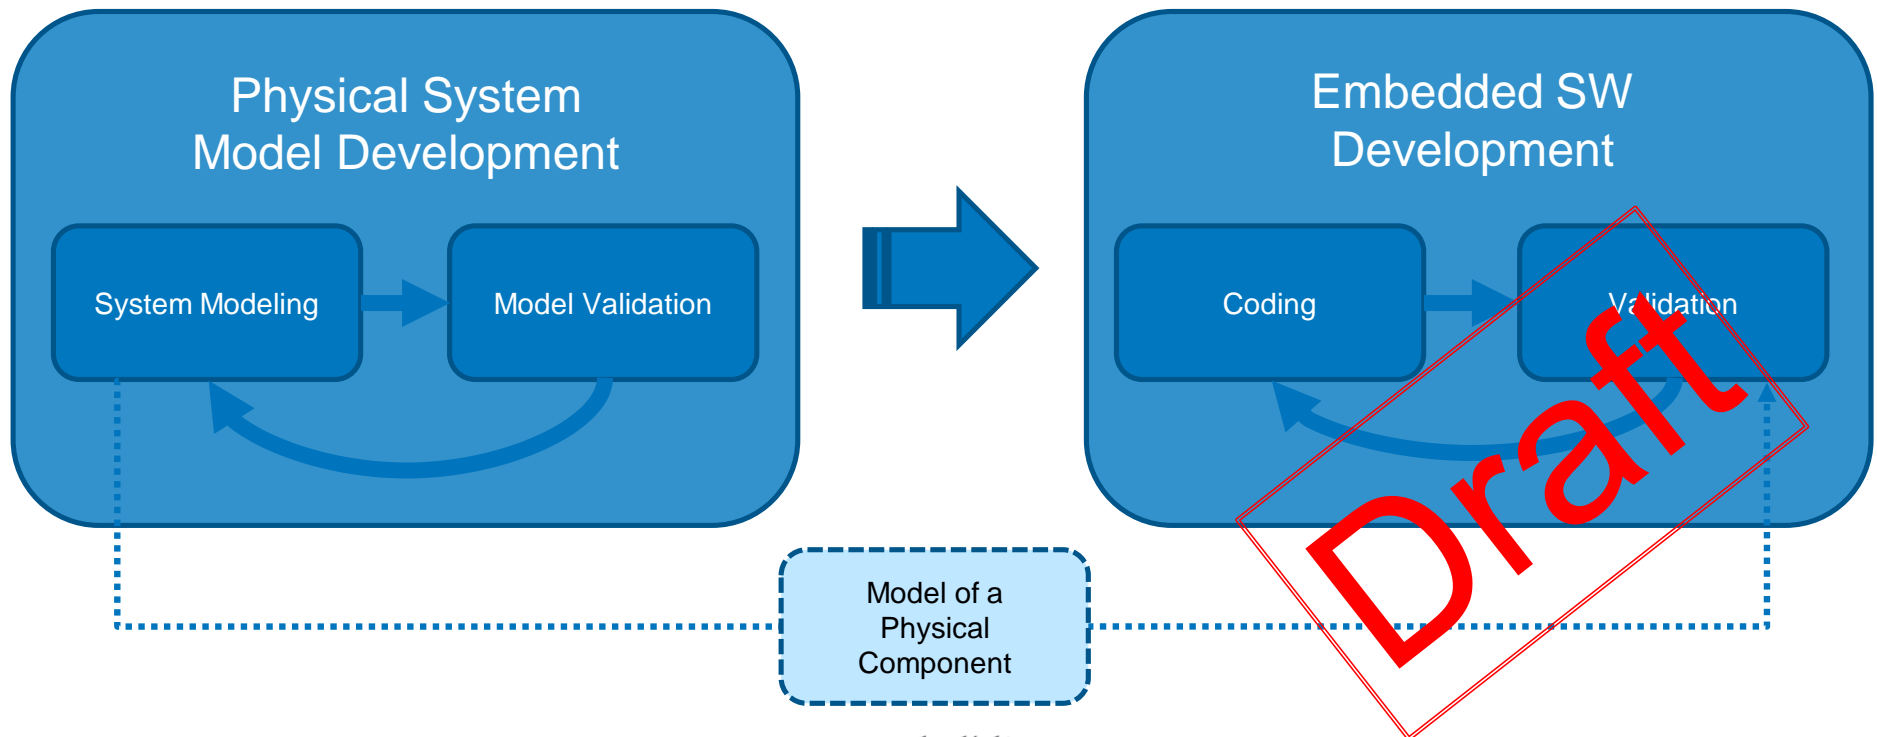 Physical System
Model Development
System Modeling
Model Validation
Embedded SW
Development
Coding
Validation
Model of a
Physical
Component
Draft